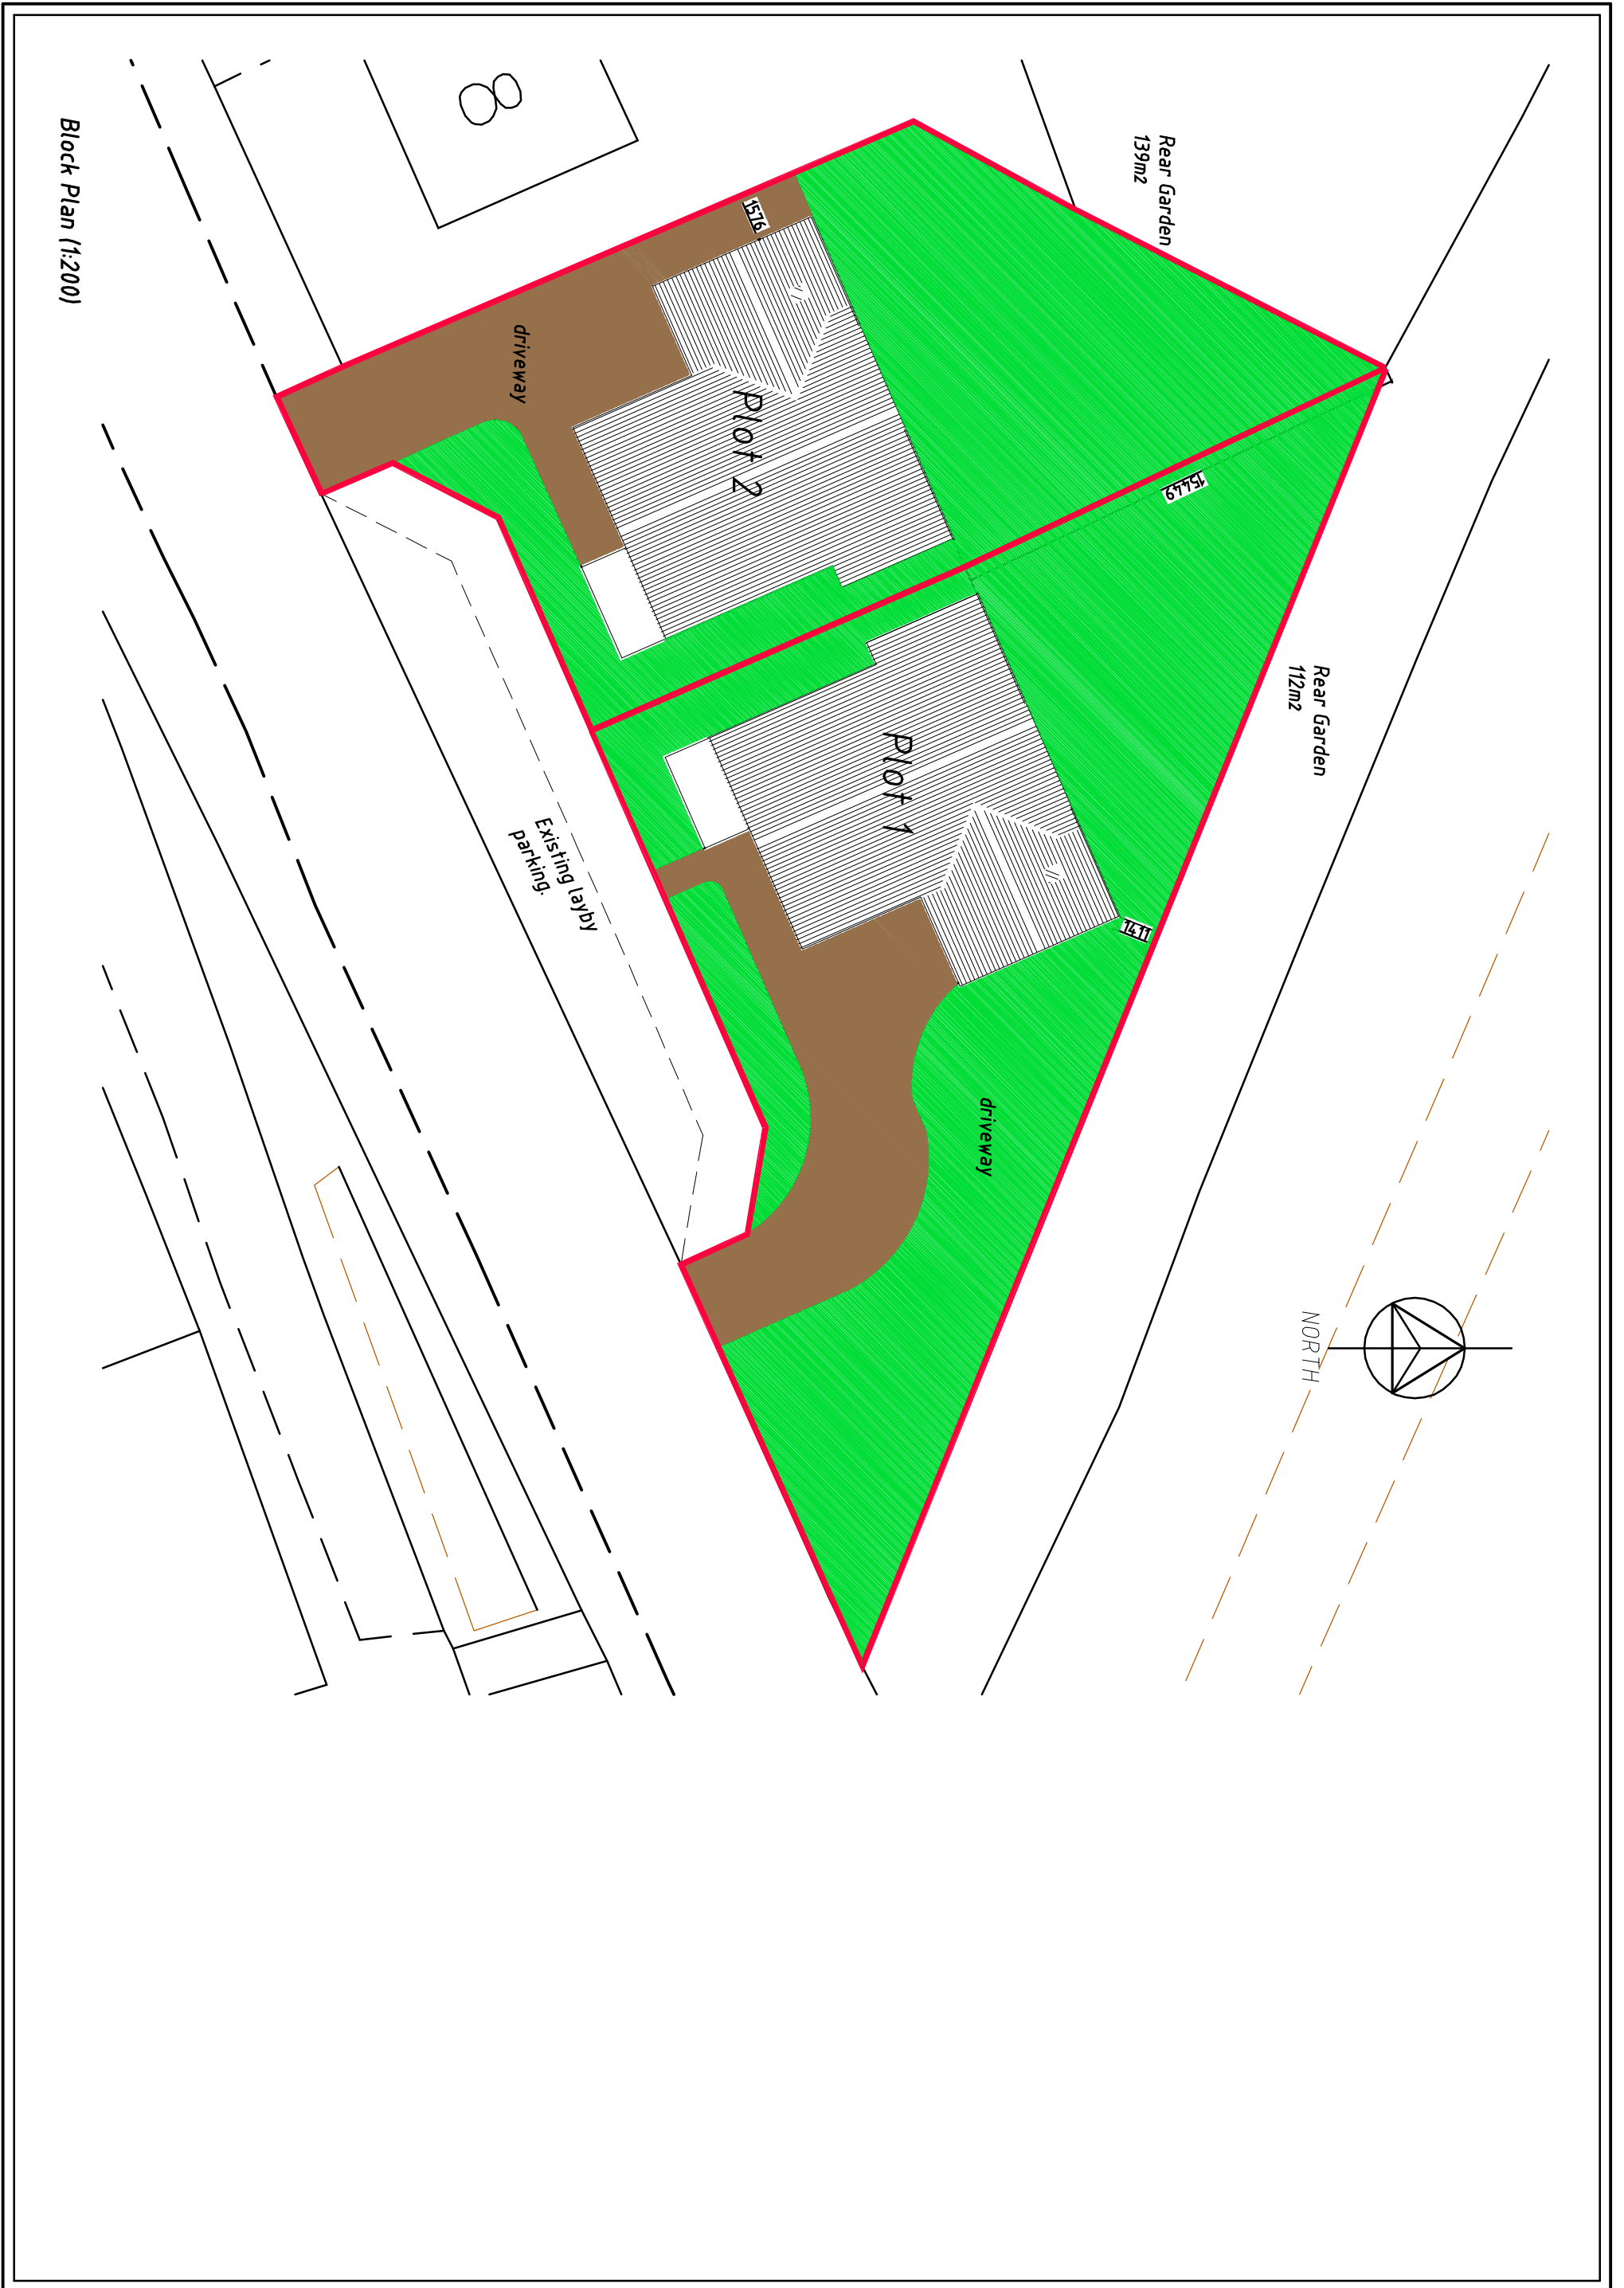 Rear Garden
139m2
Rear Garden
112m2
NORTH
8
1576
15449
Plot 2
driveway
Plot 1
1411
driveway
Existing layby
parking.
Block Plan (1:200)